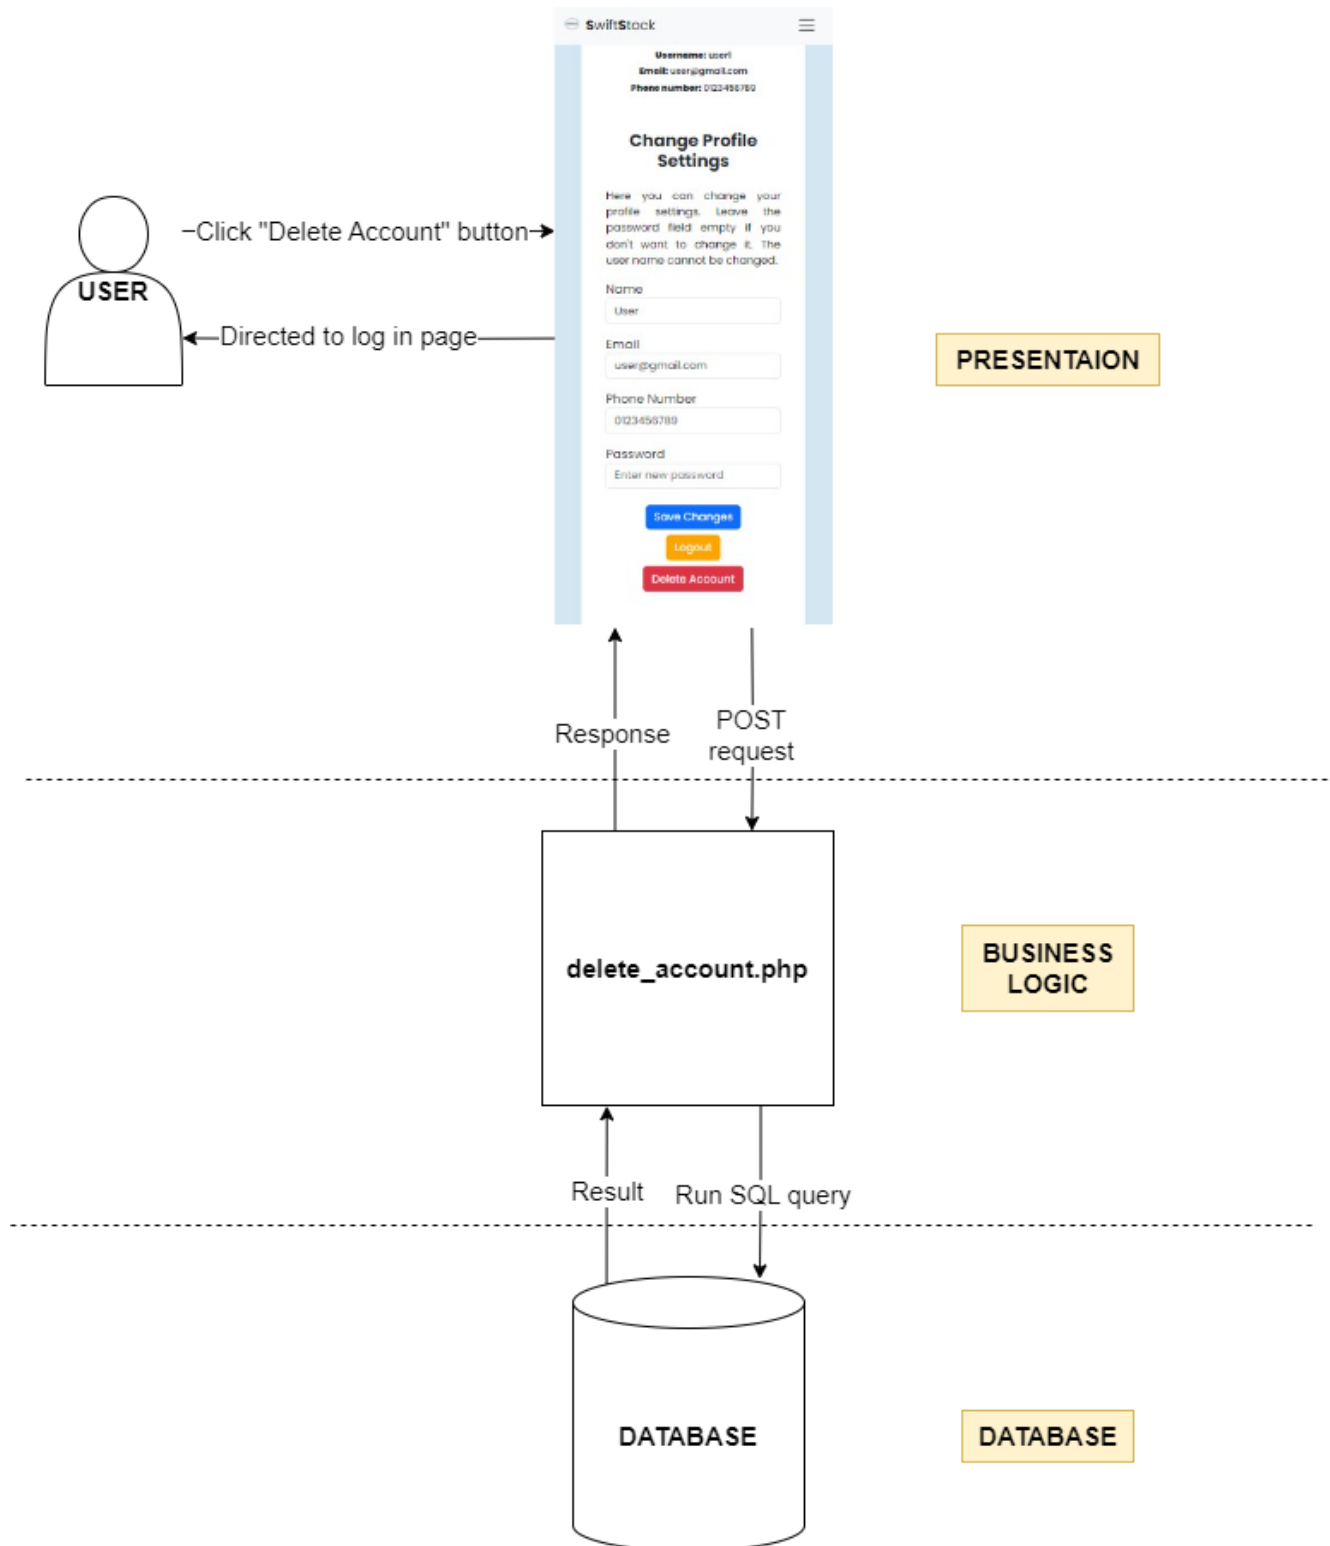 SwiftStock
Username: user1
Email: user@gmail.com
Phone number: 0123456789
Change Profile
Settings
Here you can change your
profile settings. Leave the
password field empty if you
don't want to change it. The
user name cannot be changed.
Name
User
Email
user@gmail.com
Phone Number
0123456789
Password
Enter new password
Save Changes
Logout
Delete Account
Click "Delete Account" button
USER
Directed to log in page
PRESENTAION
Response
POST
request
delete_account.php
BUSINESS
LOGIC
Result
Run SQL query
DATABASE
DATABASE